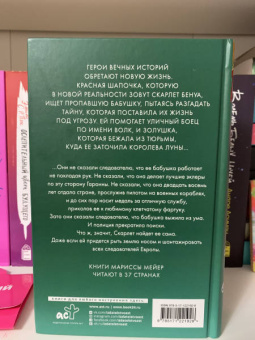 ГЕРОИ ВЕЧНЫХ ИСТОРИЙ
ОБРЕТАЮТ НОВУЮ ЖИЗНЬ.
КРАСНАЯ ШАПОЧКА, КОТОРУЮ
В НОВОЙ РЕАЛЬНОСТИ ЗОВУТ СКАРЛЕТ БЕНУА,
ИЩЕТ ПРОПАВШУЮ БАБУШКУ, ПЫТАЯСЬ РАЗГАДАТЬ
ТАЙНУ, КОТОРАЯ ПОСТАВИЛА ИХ ЖИЗНЬ
ПОД УГРОЗУ. ЕЙ ПОМОГАЕТ УЛИЧНЫЙ БОЕЦ
ПО ИМЕНИ ВОЛК, И ЗОЛУШКА,
КОТОРАЯ БЕЖАЛА ИЗ ТЮРЬМЫ,
КУДА ЕЕ ЗАТОЧИЛА КОРОЛЕВА ЛУНЫ...
...Они не сказали следователю, что ее бабушка работает
не покладая рук. Не сказали, что она делает лучшие эклеры
по эту сторону Гаронны. Не сказали, что она двадцать восемь
лет отдала стране, прослужив пилотом на военных кораблях,
и до сих пор носит медаль за отличную службу,
приколов ее к любимому клетчатому фартуку.
Зато они сказали следователю, что бабушка выжила из ума.
И полиция прекратила поиски.
Что ж, значит, Скарлет найдет ее сама.
Даже если ей придется рыть землю носом и шантажировать
всех следователей Европы.
КНИГИ МАРИССЫ МЕЙЕР
ЧИТАЮТ В 37 СТРАНАХ